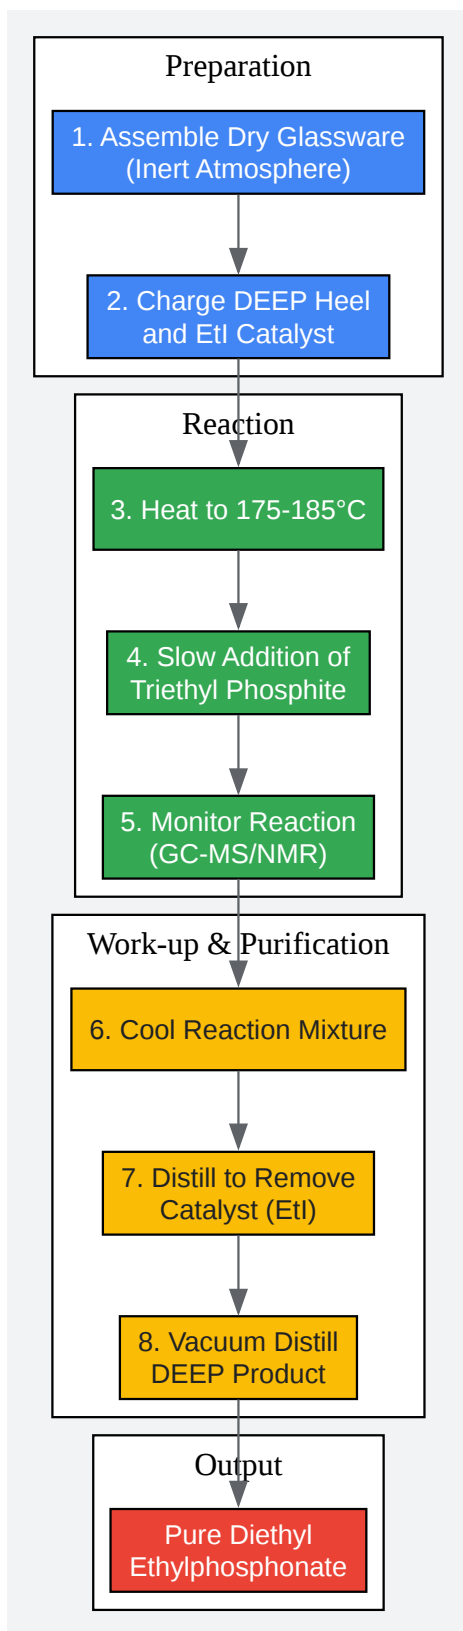 Preparation
1. Assemble Dry Glassware
(Inert Atmosphere)
2. Charge DEEP Heel
and EtI Catalyst
Reaction
3. Heat to 175-185°C
4. Slow Addition of
Triethyl Phosphite
5. Monitor Reaction
(GC-MS/NMR)
Work-up & Purification
6. Cool Reaction Mixture
7. Distill to Remove
Catalyst (EtI)
8. Vacuum Distill
DEEP Product
Output
Pure Diethyl
Ethylphosphonate